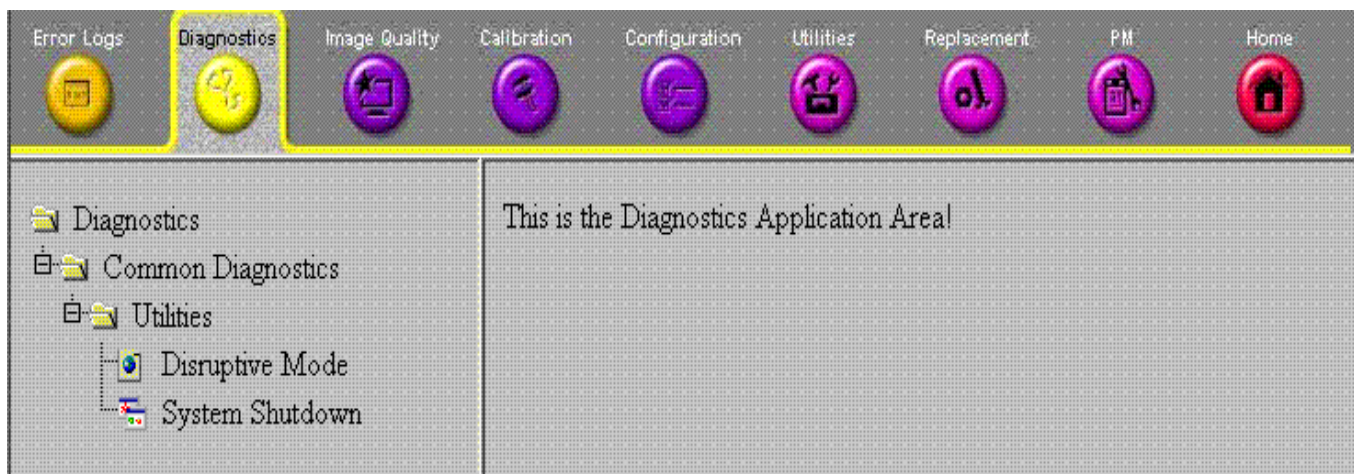 Error Logs
Diagnostics
Image Quality
Calibration
Configuration
Utilities
Replacement
PM
Home
Diagnostics
Common Diagnostics
Utilities
Disruptive Mode
System Shutdown
This is the Diagnostics Application Area!